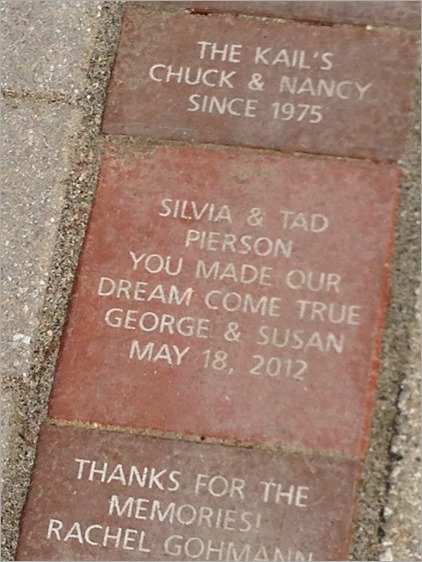 THE KAIL'S
CHUCK & NANCY
SINCE 1975
SILVIA & TAD
PIERSON
YOU MADE OUR
DREAM COME TRUE
GEORGE & SUSAN
MAY 18, 2012
THANKS FOR THE
MEMORIES!
RACHEL GOHMANN